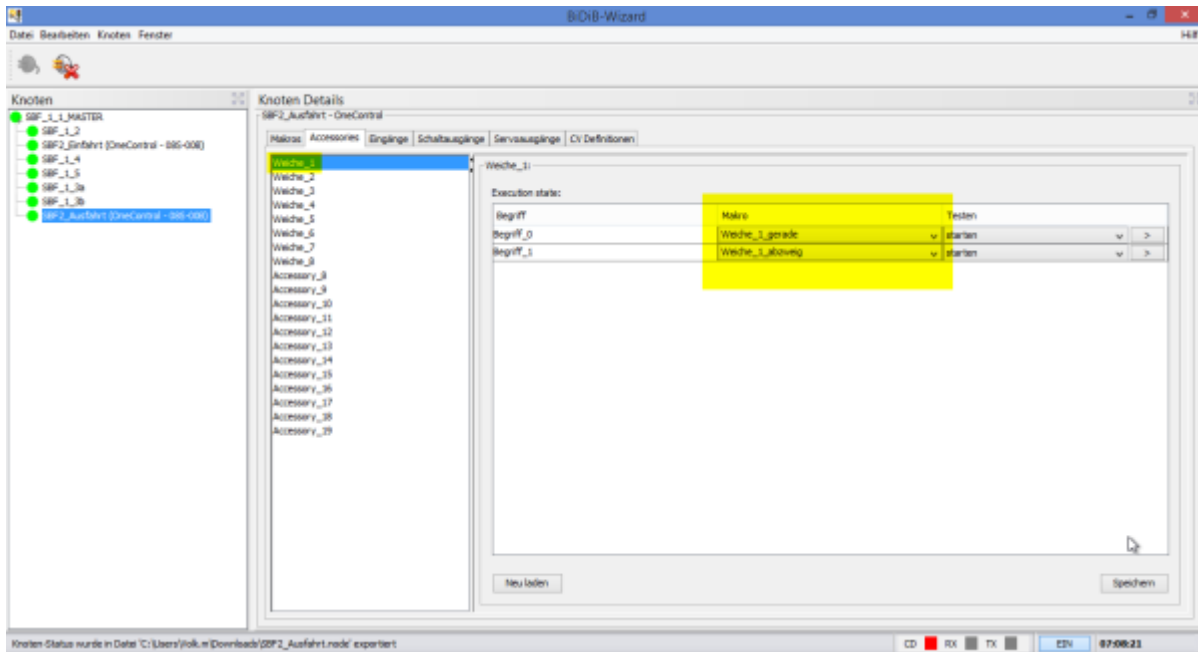 BiDiB-Wizard
Datei Bearbeiten Knoten Fenster
Knoten
SBF_1_1_MASTER
SBF_1_2
SBF2_Einfahrt (OneControl - 085-008)
SBF_1_4
SBF_1_5
SBF_1_3a
SBF_1_3b
SBF2_Ausfahrt (OneControl - 085-008)
Knoten Details
SBF2_Ausfahrt - OneControl
Makros Accessories Eingänge Schaltausgänge Servoausgänge CV Definitionen
Weiche_1
Weiche_2
Weiche_3
Weiche_4
Weiche_5
Weiche_6
Weiche_7
Weiche_8
Accessory_8
Accessory_9
Accessory_10
Accessory_11
Accessory_12
Accessory_13
Accessory_14
Accessory_15
Accessory_16
Accessory_17
Accessory_18
Accessory_19
Weiche_1:
Execution state:
Begriff Makro Testen
Begriff_0 Weiche_1_gerade starten >
Begriff_1 Weiche_1_abzweig starten >
Neu laden Speichern
Knoten-Status wurde in Datei 'C:\Users\Volk.m\Downloads\SBF2_Ausfahrt.node' exportiert
CD RX TX EIN 07:08:21